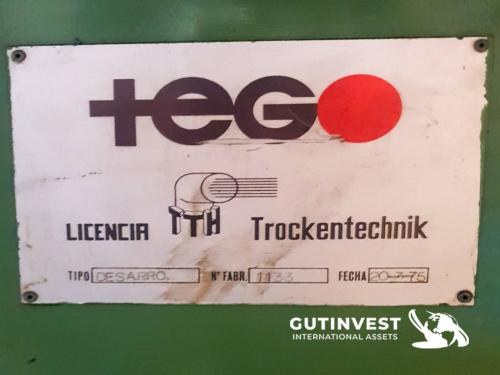 tego
LICENCIA TTH Trockentechnik
TIPO DESARRO. Nº FABR. 1133 FECHA 20-7-75
GUTINVEST
INTERNATIONAL ASSETS